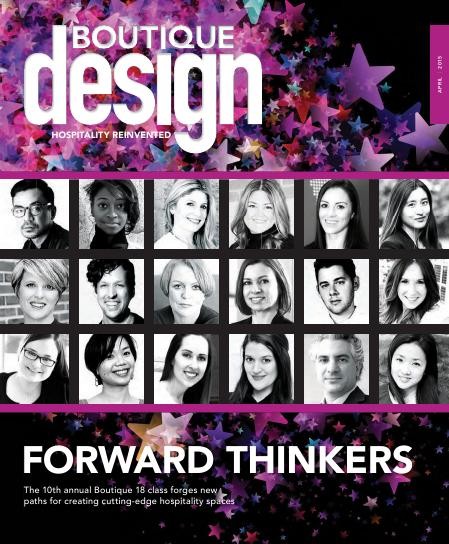 BOUTIQUE
design
HOSPITALITY REINVENTED
APRIL 2015
FORWARD THINKERS
The 10th annual Boutique 18 class forges new
paths for creating cutting-edge hospitality spaces